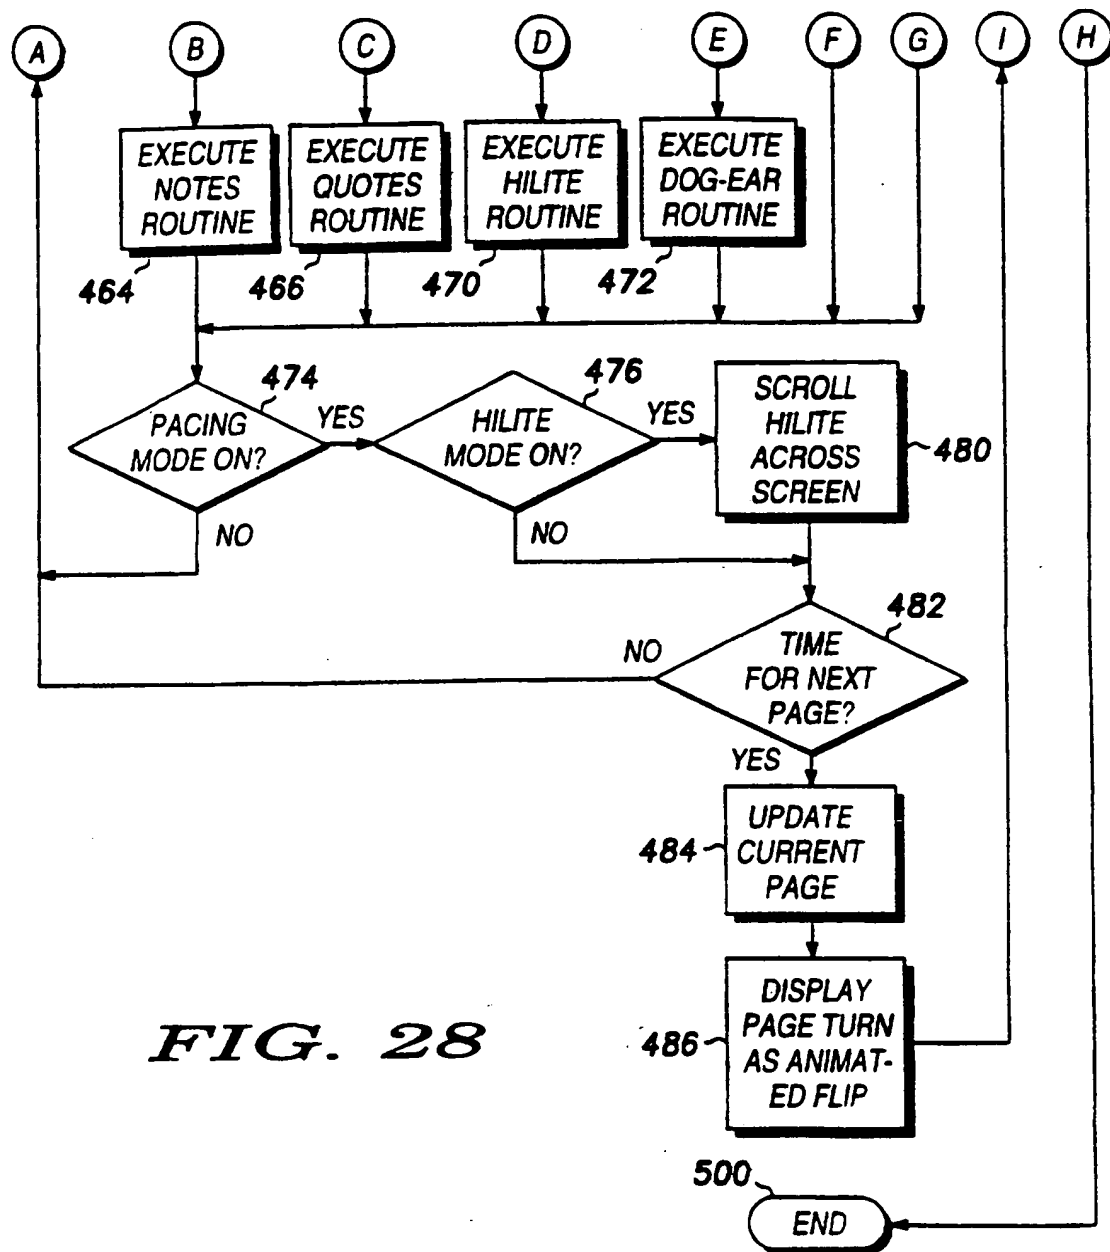 A B C D E F G I H
EXECUTE
NOTES
ROUTINE
464
EXECUTE
QUOTES
ROUTINE
466
EXECUTE
HILITE
ROUTINE
470
EXECUTE
DOG-EAR
ROUTINE
472
PACING
MODE ON?
474
YES
NO
HILITE
MODE ON?
476
YES
NO
SCROLL
HILITE
ACROSS
SCREEN
480
TIME
FOR NEXT
PAGE?
482
NO
YES
UPDATE
CURRENT
PAGE
484
DISPLAY
PAGE TURN
AS ANIMAT-
ED FLIP
486
FIG. 28
500
END